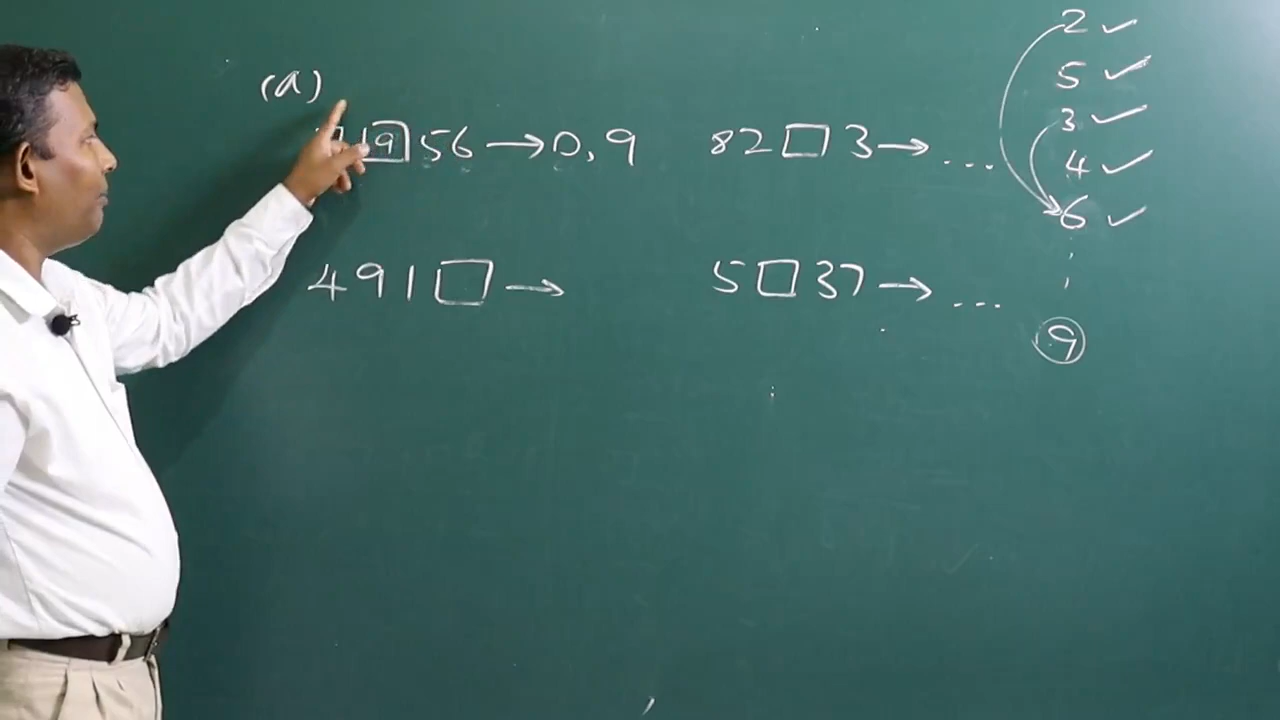 (a)
9 56 → 0, 9
82 □ 3 → ...
491 □ →
5 □ 37 → ...
2 ✓
5 ✓
3 ✓
4 ✓
6 ✓
9